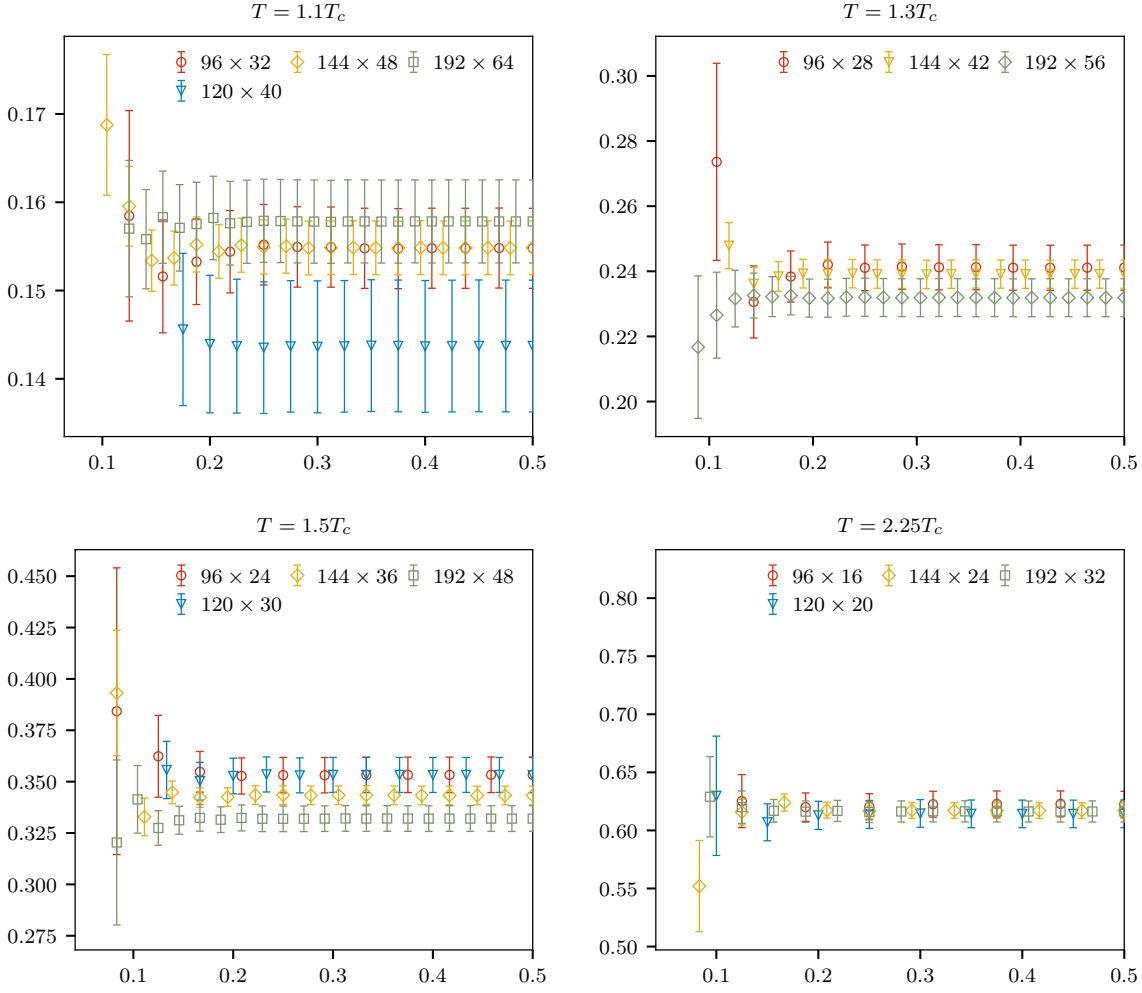 T = 1.1T_c
96 × 32 144 × 48 192 × 64
120 × 40
0.17
0.16
0.15
0.14
0.1 0.2 0.3 0.4 0.5
T = 1.3T_c
96 × 28 144 × 42 192 × 56
0.30
0.28
0.26
0.24
0.22
0.20
0.1 0.2 0.3 0.4 0.5
T = 1.5T_c
96 × 24 144 × 36 192 × 48
120 × 30
0.450
0.425
0.400
0.375
0.350
0.325
0.300
0.275
0.1 0.2 0.3 0.4 0.5
T = 2.25T_c
96 × 16 144 × 24 192 × 32
120 × 20
0.80
0.75
0.70
0.65
0.60
0.55
0.50
0.1 0.2 0.3 0.4 0.5